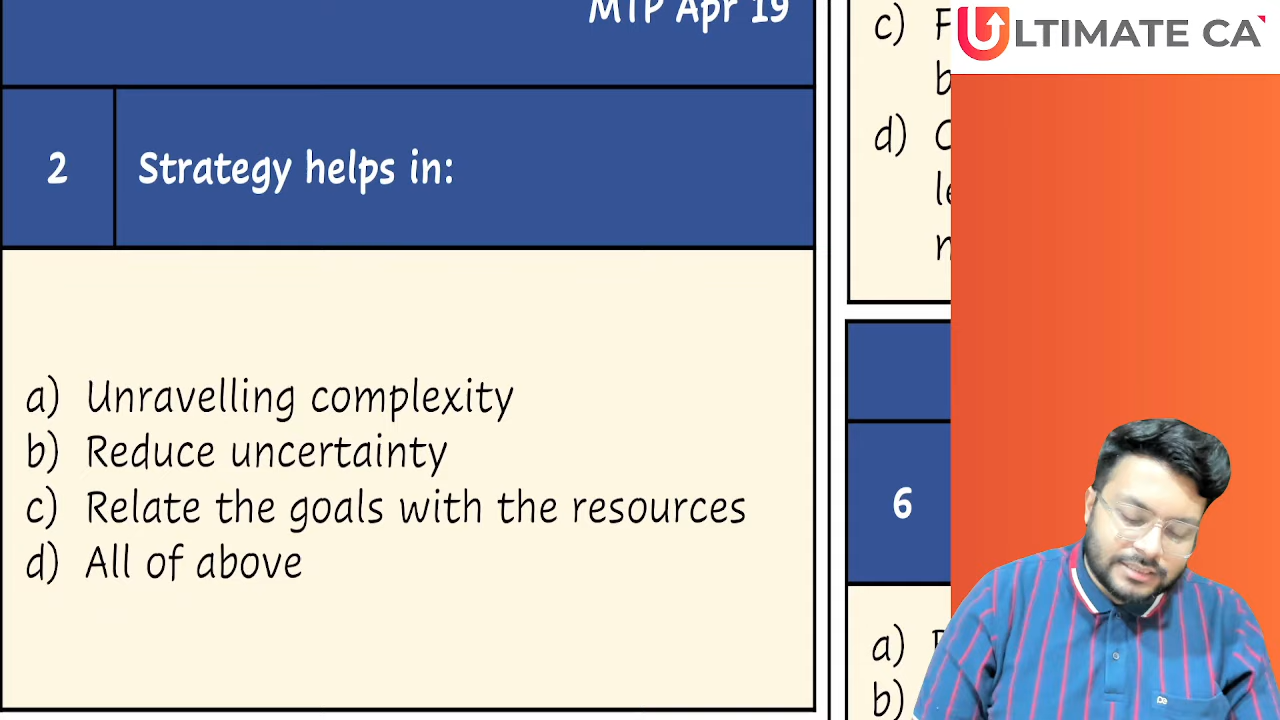 MTP Apr 19
2 Strategy helps in:
a) Unravelling complexity
b) Reduce uncertainty
c) Relate the goals with the resources
d) All of above
c)
d)
6
a)
b)
ULTIMATE CA